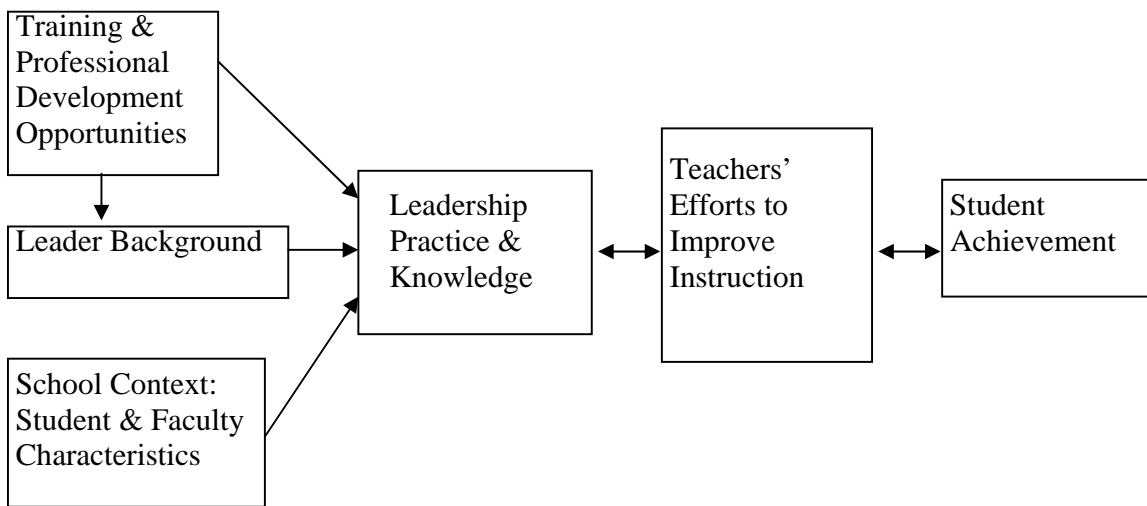 Training &
Professional
Development
Opportunities
Leader Background
School Context:
Student & Faculty
Characteristics
Leadership
Practice &
Knowledge
Teachers’
Efforts to
Improve
Instruction
Student
Achievement